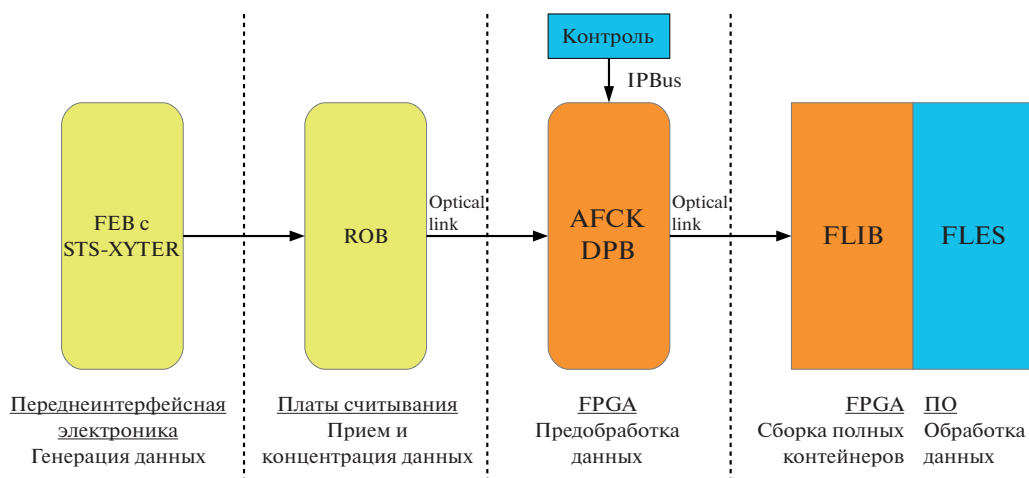 Контроль
IPBus
FEB с
STS-XYTER
ROB
Optical
link
AFCK
DPB
Optical
link
FLIB
FLES
Переднеинтерфейсная
электроника
Генерация данных
Платы считывания
Прием и
концентрация данных
FPGA
Предобработка
данных
FPGA
Сборка полных
контейнеров
ПО
Обработка
данных